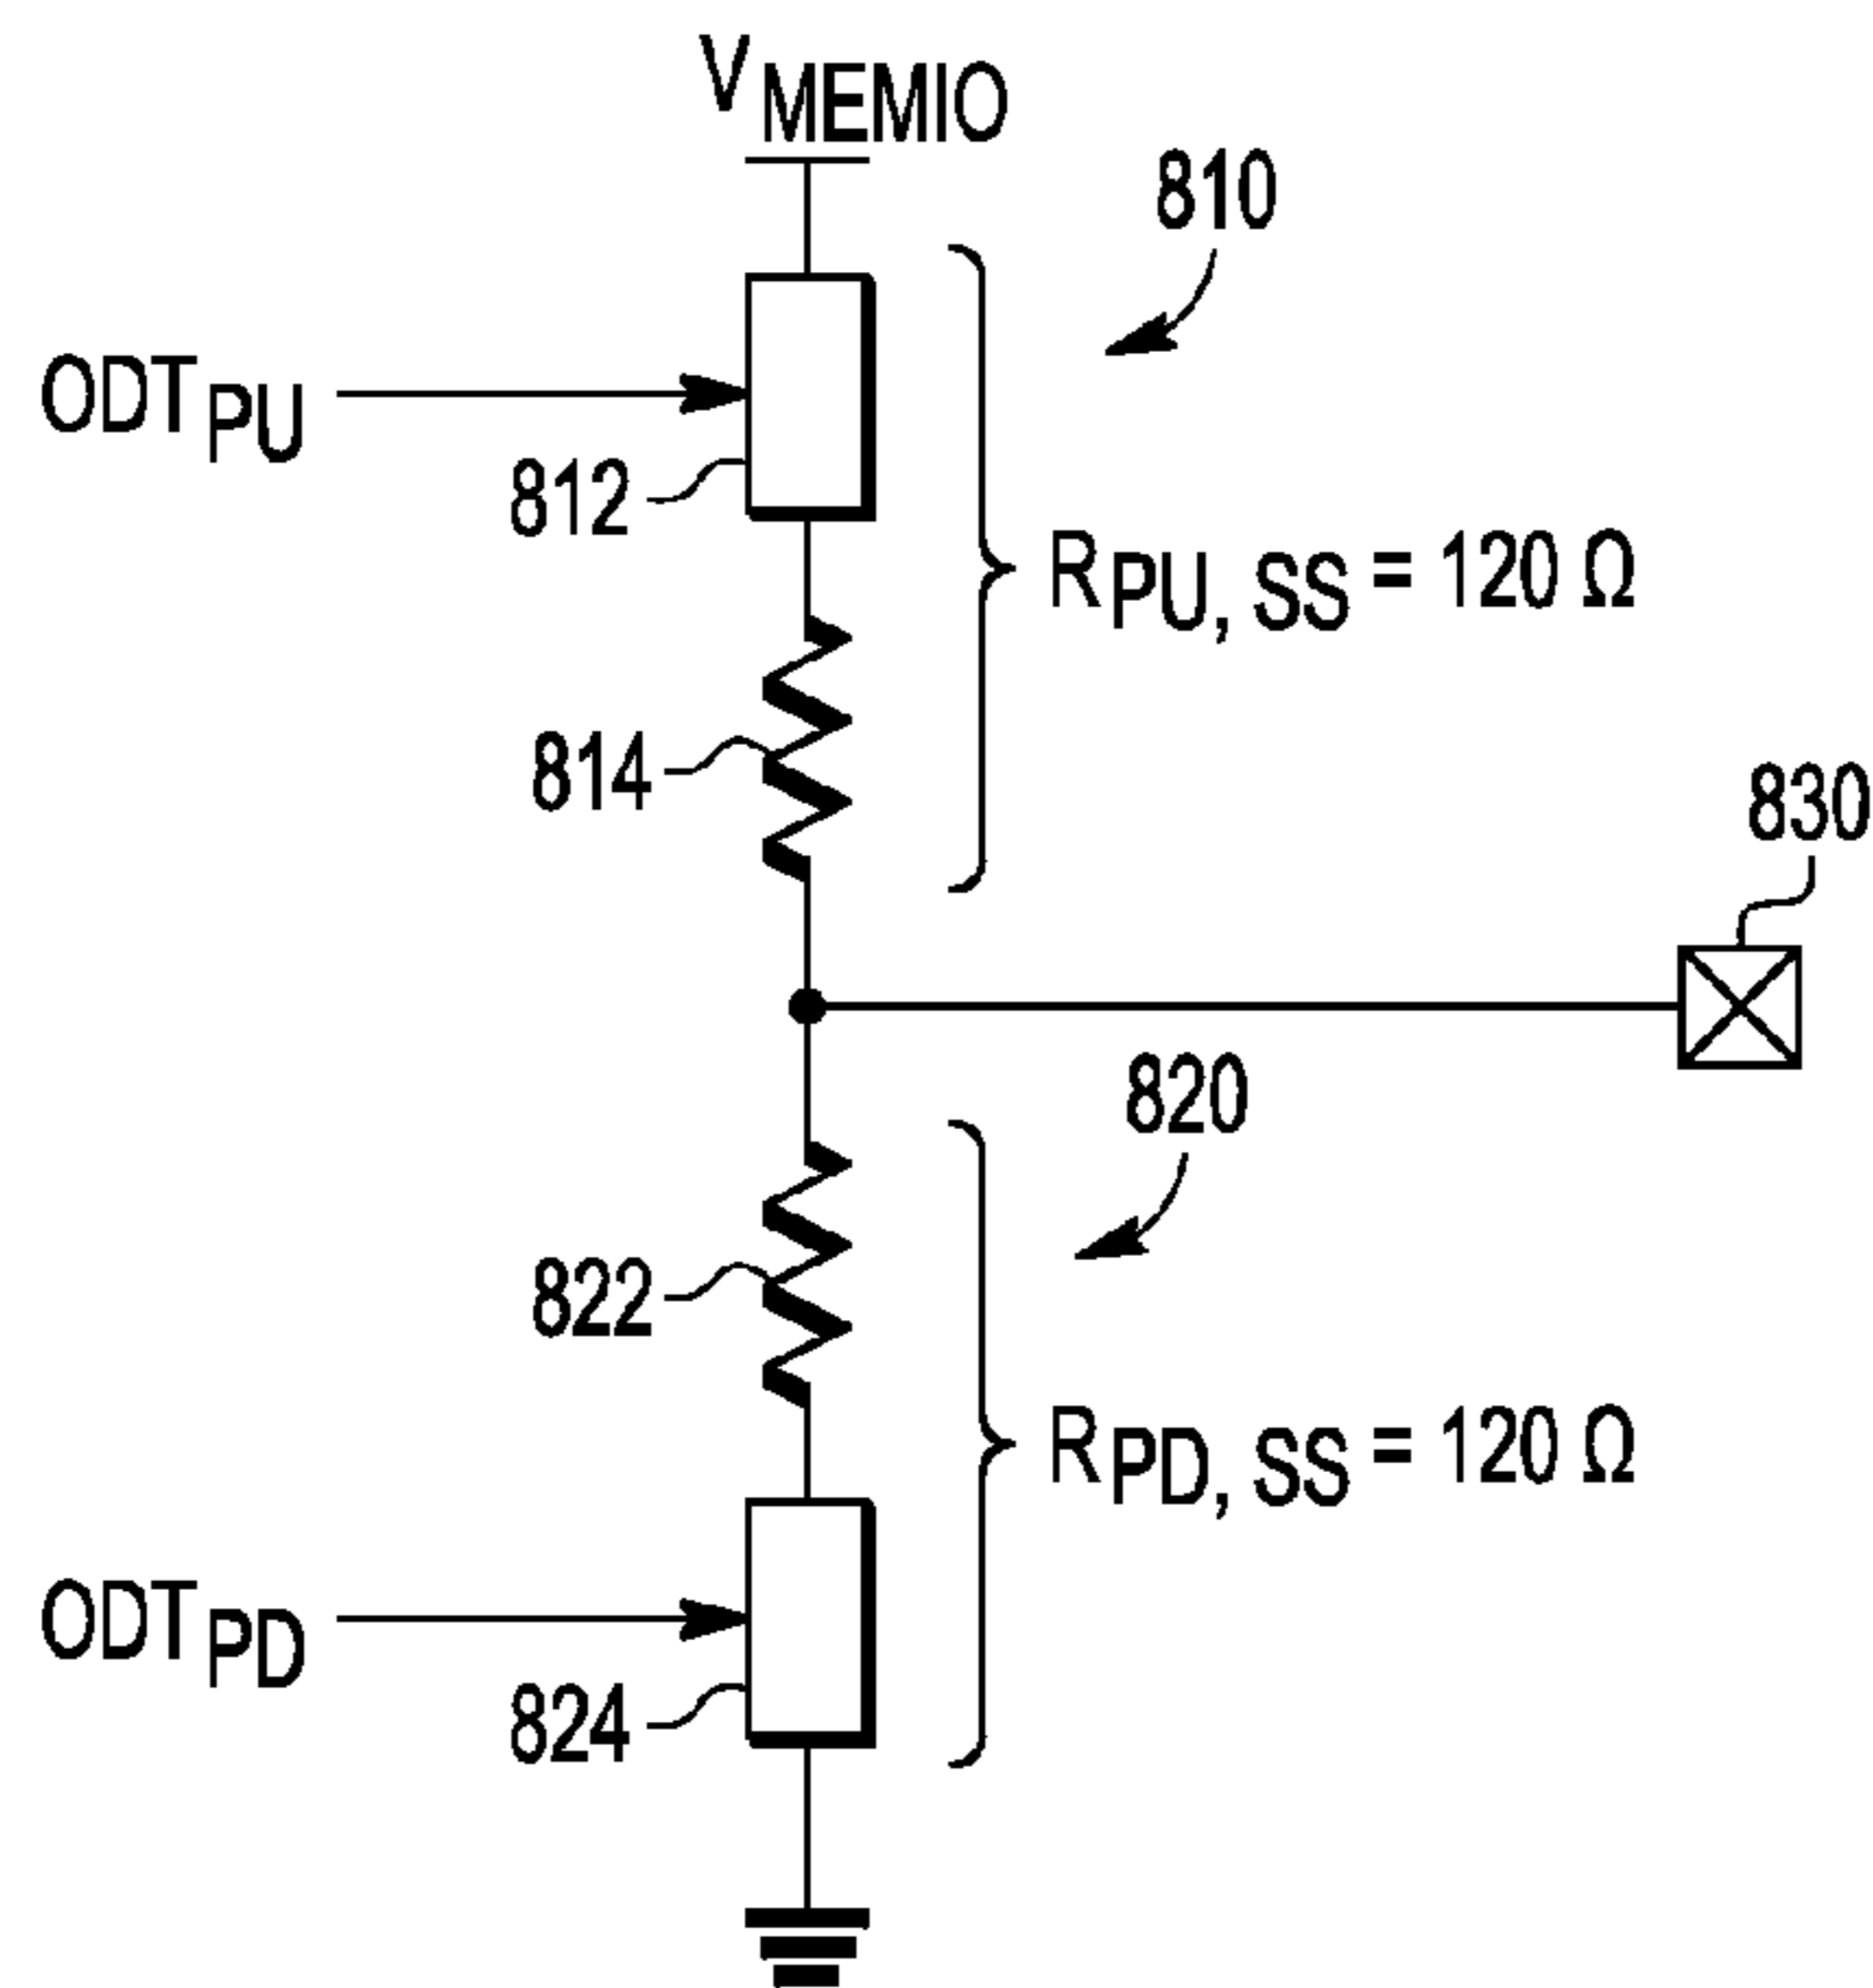 VMEMIO
810
ODTPU
812
RPU, SS = 120 Ω
814
830
820
822
RPD, SS = 120 Ω
ODTPD
824